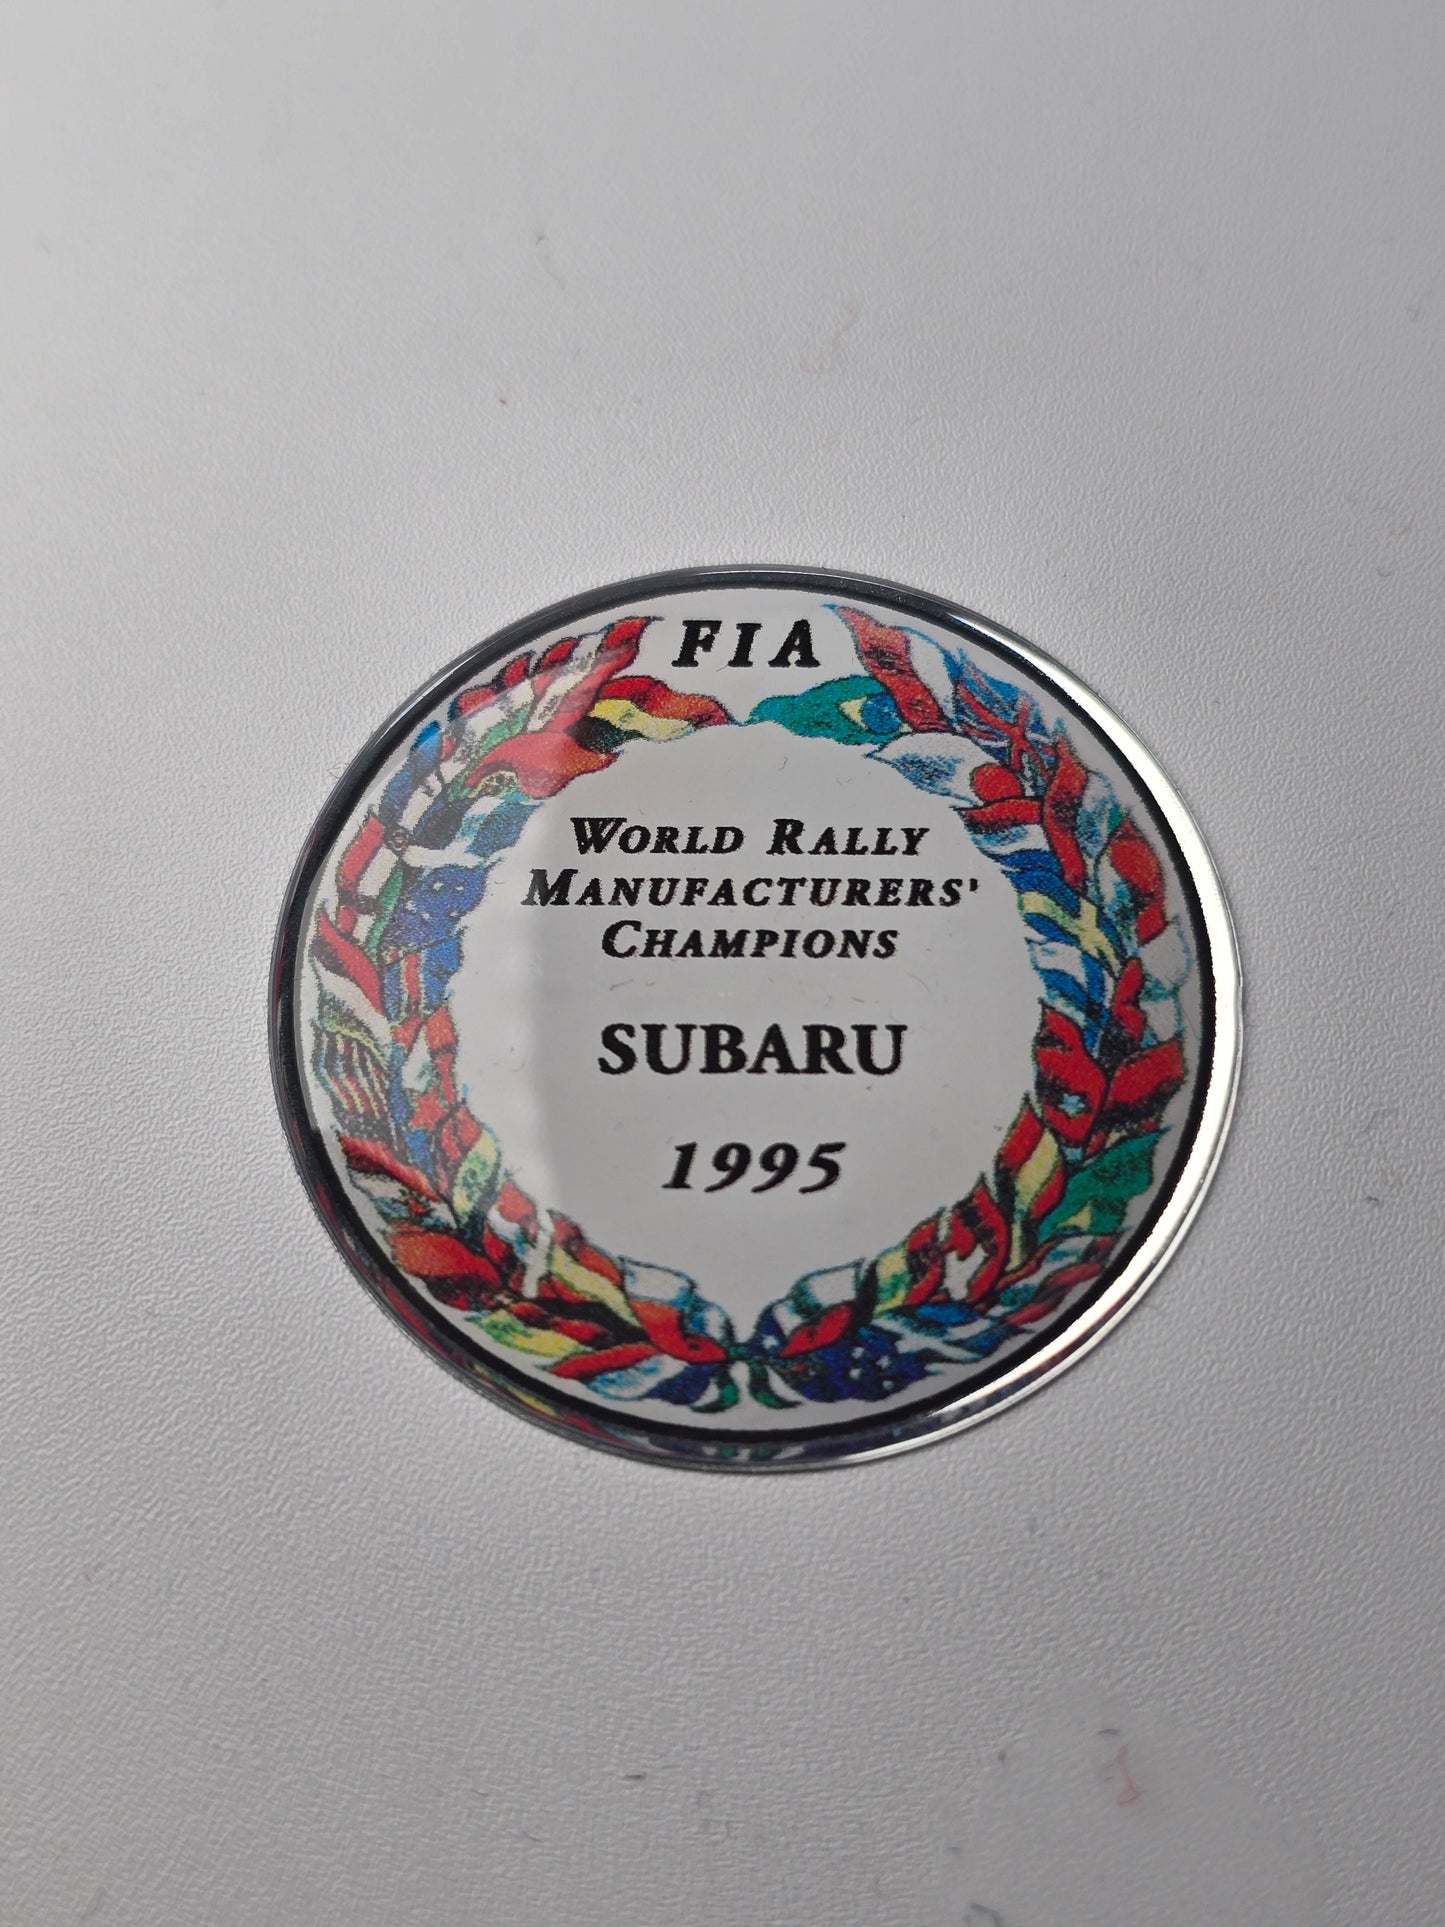 FIA
WORLD RALLY
MANUFACTURERS'
CHAMPIONS
SUBARU
1995